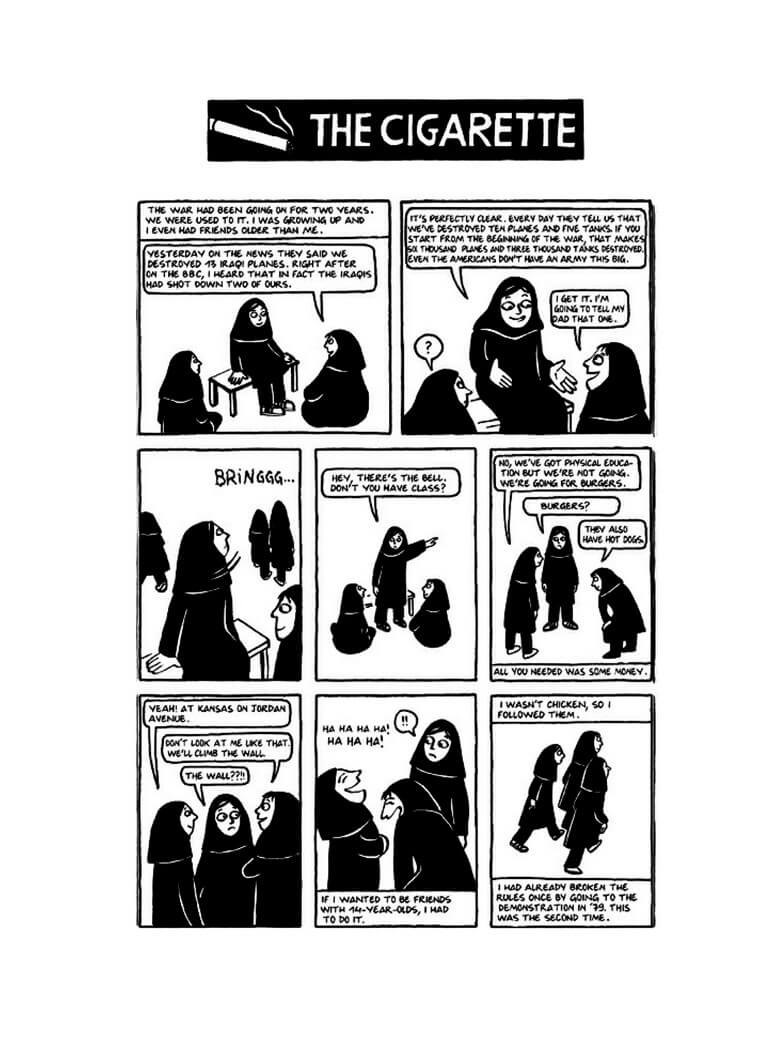 THE CIGARETTE
THE WAR HAD BEEN GOING ON FOR TWO YEARS.
WE WERE USED TO IT. I WAS GROWING UP AND
I EVEN HAD FRIENDS OLDER THAN ME.
YESTERDAY ON THE NEWS THEY SAID WE
DESTROYED 13 IRAQI PLANES. RIGHT AFTER
ON THE BBC, I HEARD THAT IN FACT THE IRAQIS
HAD SHOT DOWN TWO OF OURS.
IT'S PERFECTLY CLEAR. EVERY DAY THEY TELL US THAT
WE'VE DESTROYED TEN PLANES AND FIVE TANKS. IF YOU
START FROM THE BEGINNING OF THE WAR, THAT MAKES
SIX THOUSAND PLANES AND THREE THOUSAND TANKS DESTROYED.
EVEN THE AMERICANS DON'T HAVE AN ARMY THIS BIG.
I GET IT. I'M
GOING TO TELL MY
DAD THAT ONE.
?
BRINGGG...
HEY, THERE'S THE BELL.
DON'T YOU HAVE CLASS?
NO, WE'VE GOT PHYSICAL EDUCA-
TION BUT WE'RE NOT GOING.
WE'RE GOING FOR BURGERS.
BURGERS?
THEY ALSO
HAVE HOT DOGS.
ALL YOU NEEDED WAS SOME MONEY.
YEAH! AT KANSAS ON JORDAN
AVENUE.
DON'T LOOK AT ME LIKE THAT.
WE'LL CLIMB THE WALL.
THE WALL??!!
HA HA HA HA!
HA HA HA!
!!
IF I WANTED TO BE FRIENDS
WITH 14-YEAR-OLDS, I HAD
TO DO IT.
I WASN'T CHICKEN, SO I
FOLLOWED THEM.
I HAD ALREADY BROKEN THE
RULES ONCE BY GOING TO THE
DEMONSTRATION IN '79. THIS
WAS THE SECOND TIME.